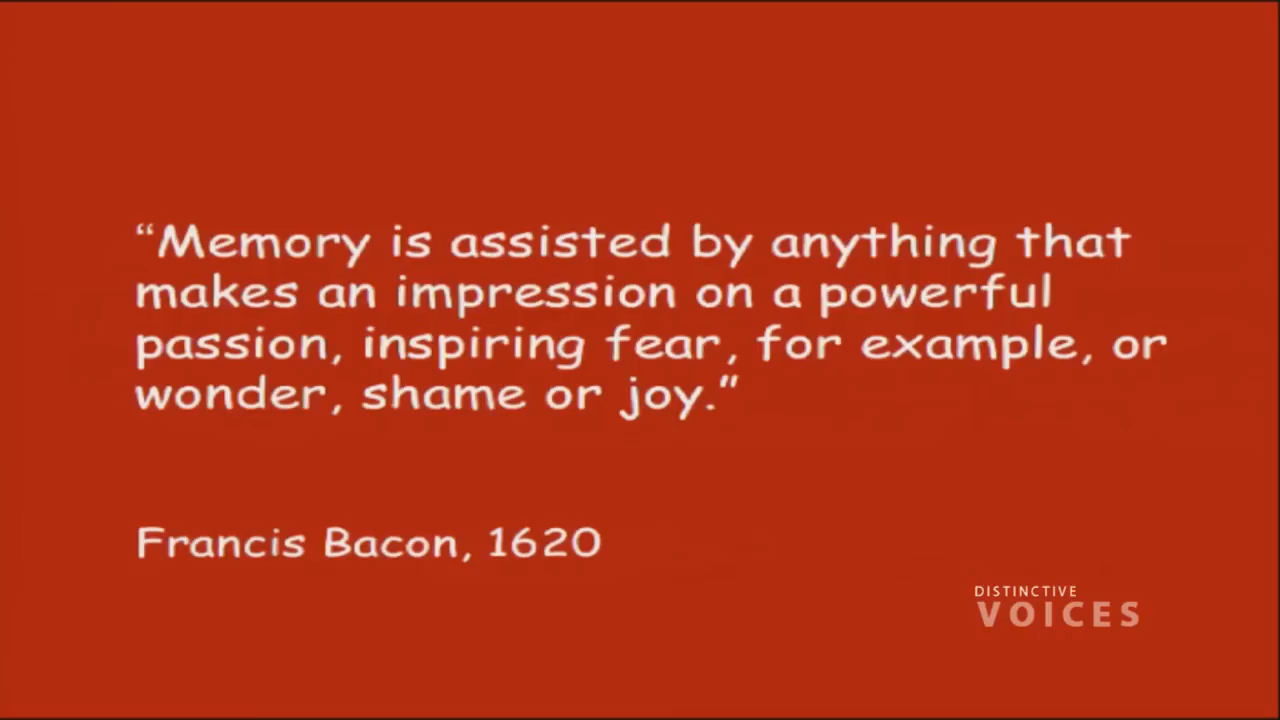 “Memory is assisted by anything that
makes an impression on a powerful
passion, inspiring fear, for example, or
wonder, shame or joy.”
Francis Bacon, 1620
DISTINCTIVE
VOICES